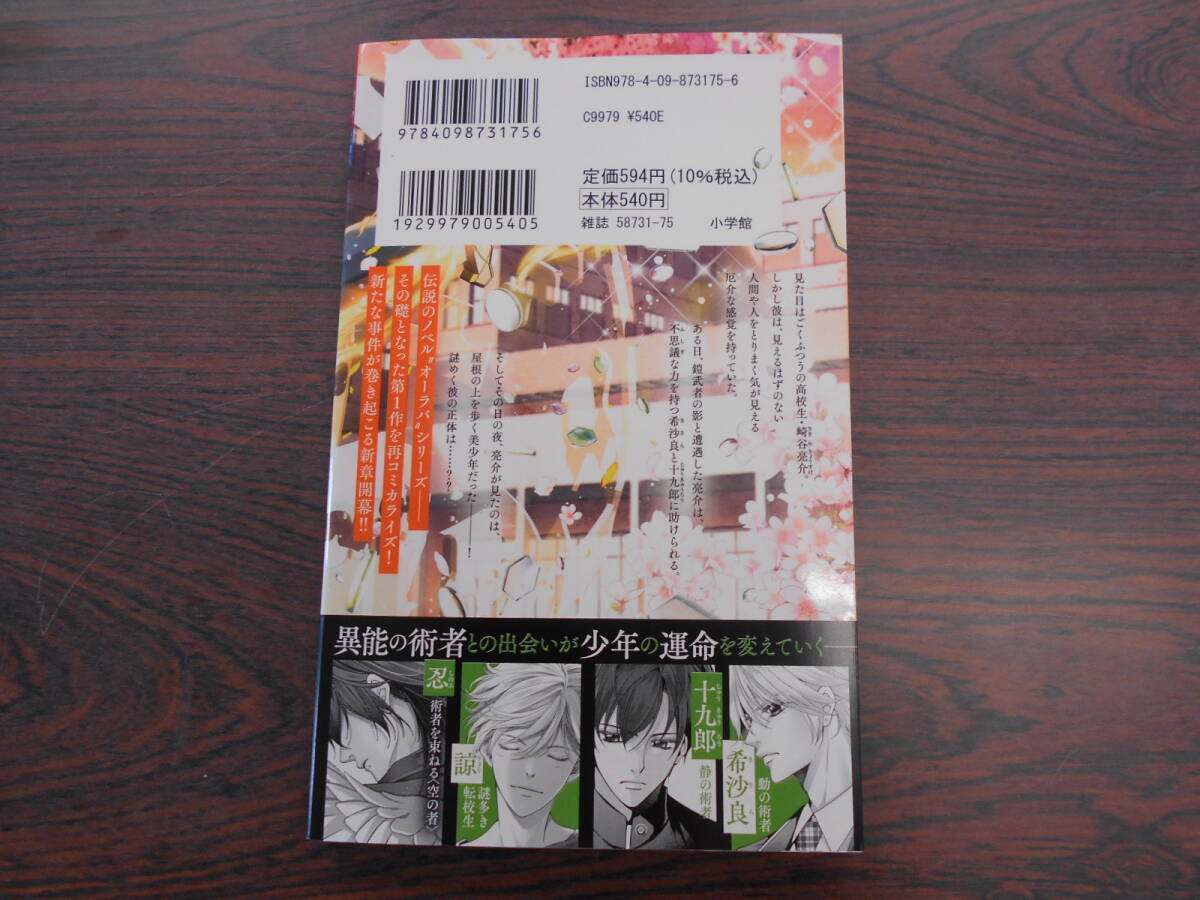 ISBN978-4-09-873175-6
9784098731756
C9979 ¥540E
定価594円(10%税込)
本体540円
1929979005405
雑誌 58731-75
小学館
見た目はごくふつうの高校生・崎谷亮介。
しかし彼は、見えるはずのない
人間や人をとりまく気が見える
厄介な感覚を持っていた。
ある日、鎧武者の影と遭遇した亮介は、
不思議な力を持つ希沙良と十九郎に助けられる。
そしてその日の夜、亮介が見たのは、
屋根の上を歩く美少年だった───!
謎めく彼の正体は……?
伝説のノベル"オーラバ"シリーズ──
その礎となった第1作を再コミカライズ!
新たな事件が巻き起こる新章開幕!!
異能の術者との出会いが少年の運命を変えていく──
希沙良
動の術者
十九郎
静の術者
諒
謎多き
転校生
忍
しのぶ
術者を束ねる〈空の者〉